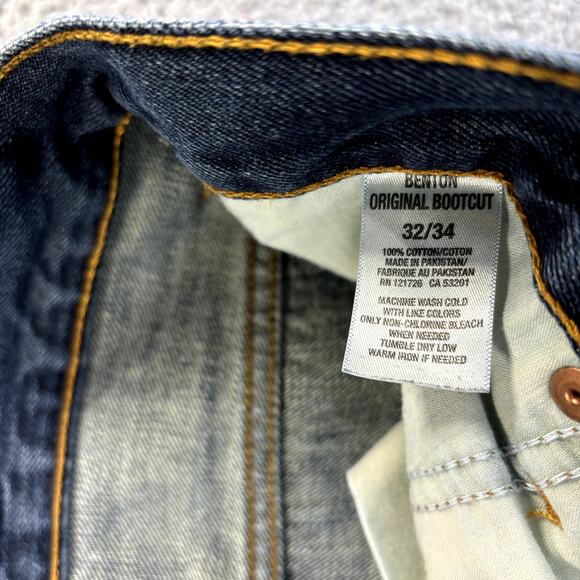 BENTON
ORIGINAL BOOTCUT
32/34
100% COTTON/COTON
MADE IN PAKISTAN/
FABRIQUE AU PAKISTAN
RN 121726 CA 53201
MACHINE WASH COLD
WITH LIKE COLORS
ONLY NON-CHLORINE BLEACH
WHEN NEEDED
TUMBLE DRY LOW
WARM IRON IF NEEDED